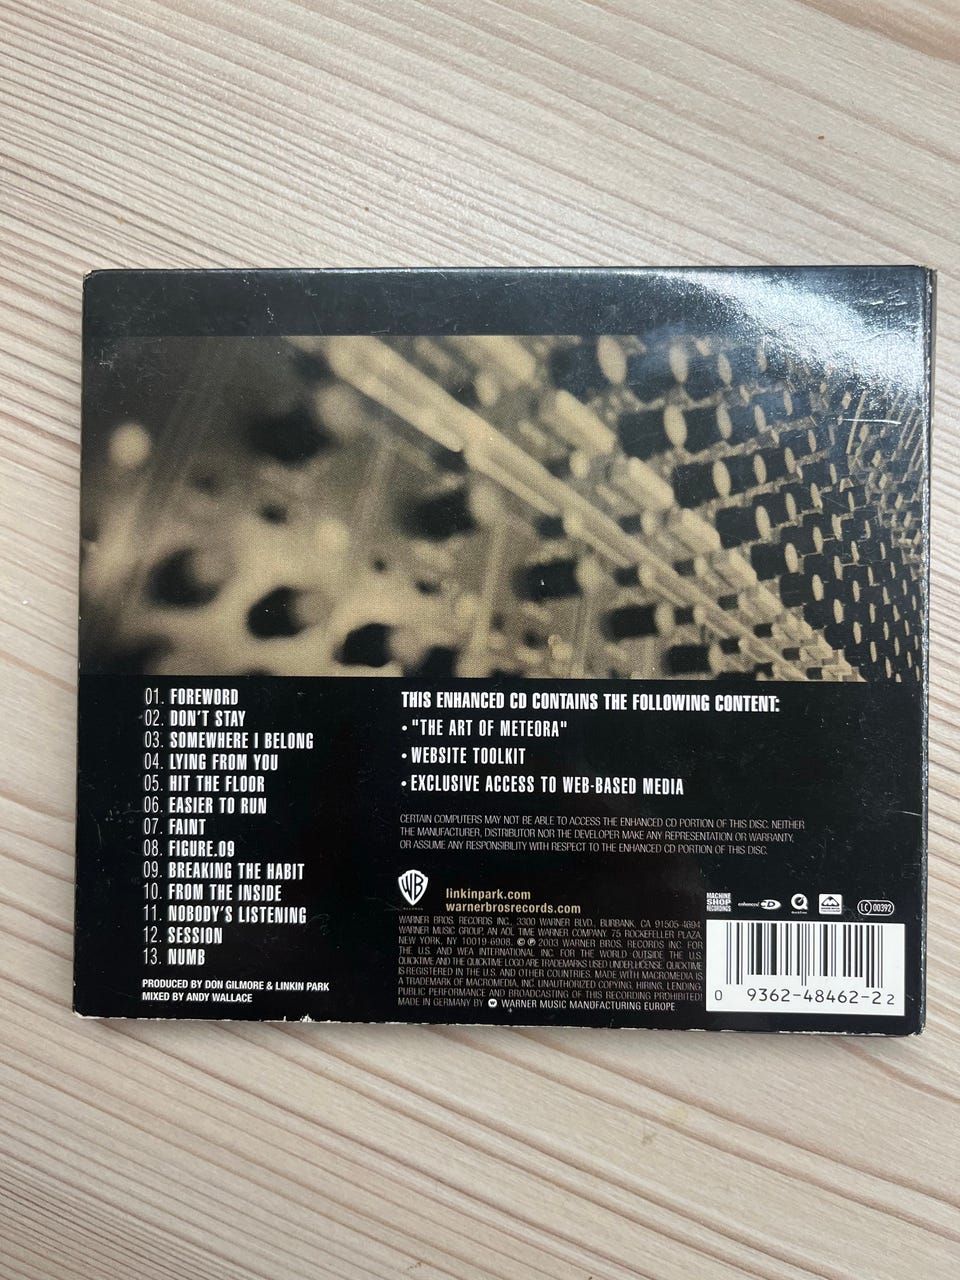 01. FOREWORD
02. DON'T STAY
03. SOMEWHERE I BELONG
04. LYING FROM YOU
05. HIT THE FLOOR
06. EASIER TO RUN
07. FAINT
08. FIGURE.09
09. BREAKING THE HABIT
10. FROM THE INSIDE
11. NOBODY'S LISTENING
12. SESSION
13. NUMB
PRODUCED BY DON GILMORE & LINKIN PARK
MIXED BY ANDY WALLACE
THIS ENHANCED CD CONTAINS THE FOLLOWING CONTENT:
• "THE ART OF METEORA"
• WEBSITE TOOLKIT
• EXCLUSIVE ACCESS TO WEB-BASED MEDIA
CERTAIN COMPUTERS MAY NOT BE ABLE TO ACCESS THE ENHANCED CD PORTION OF THIS DISC. NEITHER
THE MANUFACTURER, DISTRIBUTOR NOR THE DEVELOPER MAKE ANY REPRESENTATION OR WARRANTY,
OR ASSUME ANY RESPONSIBILITY WITH RESPECT TO THE ENHANCED CD PORTION OF THIS DISC.
WB
RECORDS
linkinpark.com
warnerbrosrecords.com
WARNER BROS. RECORDS INC., 3300 WARNER BLVD., BURBANK, CA 91505-4694.
WARNER MUSIC GROUP, AN AOL TIME WARNER COMPANY. 75 ROCKEFELLER PLAZA,
NEW YORK, NY 10019-6908. © ℗ 2003 WARNER BROS. RECORDS INC. FOR
THE U.S. AND WEA INTERNATIONAL INC. FOR THE WORLD OUTSIDE THE U.S.
QUICKTIME AND THE QUICKTIME LOGO ARE TRADEMARKS USED UNDER LICENSE. QUICKTIME
IS REGISTERED IN THE U.S. AND OTHER COUNTRIES. MADE WITH MACROMEDIA IS
A TRADEMARK OF MACROMEDIA, INC. UNAUTHORIZED COPYING, HIRING, LENDING,
PUBLIC PERFORMANCE AND BROADCASTING OF THIS RECORDING PROHIBITED.
MADE IN GERMANY BY WARNER MUSIC MANUFACTURING EUROPE.
MACHINE
SHOP
RECORDINGS
enhanced CD
QuickTime
LC 00392
0 9362-48462-2 2